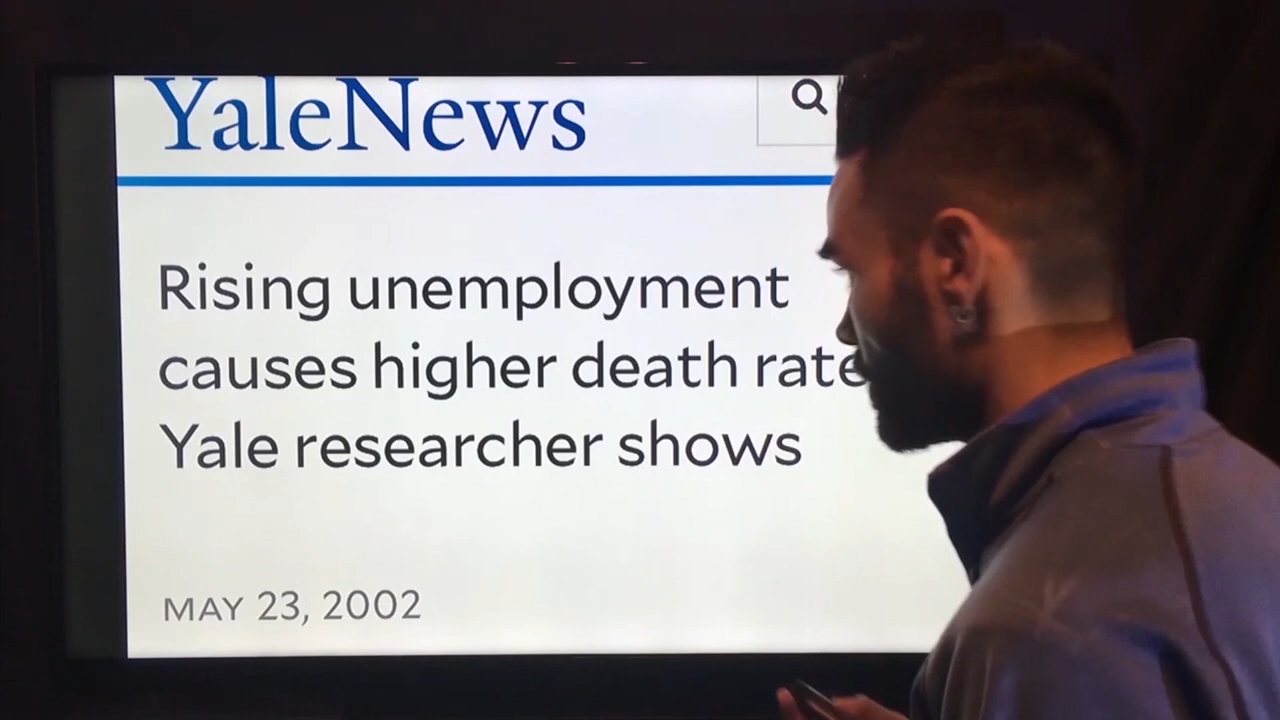 YaleNews
Rising unemployment
causes higher death rate
Yale researcher shows
MAY 23, 2002